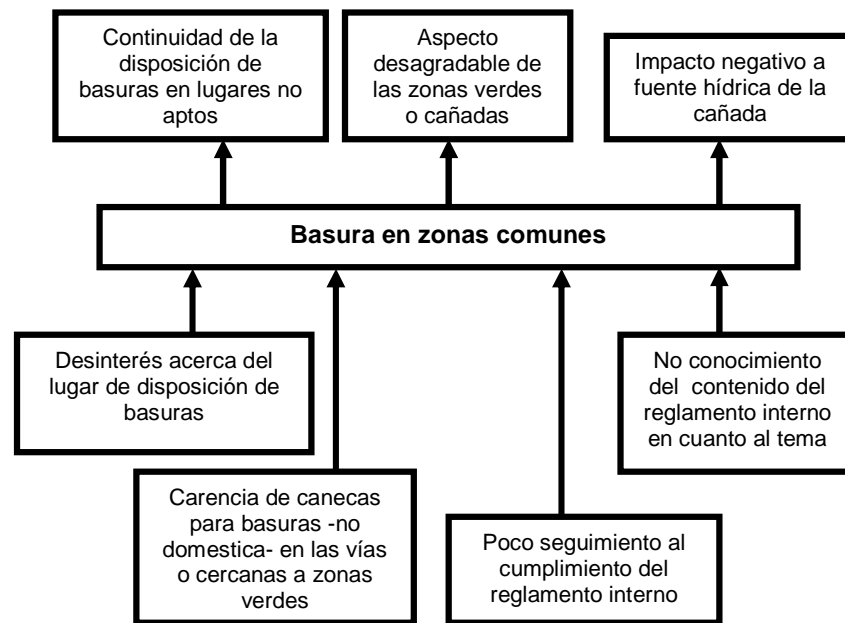 Continuidad de la
disposición de
basuras en lugares no
aptos
Aspecto
desagradable de
las zonas verdes
o cañadas
Impacto negativo a
fuente hídrica de la
cañada
Basura en zonas comunes
Desinterés acerca del
lugar de disposición de
basuras
No conocimiento
del contenido del
reglamento interno
en cuanto al tema
Carencia de canecas
para basuras -no
domestica- en las vías
o cercanas a zonas
verdes
Poco seguimiento al
cumplimiento del
reglamento interno